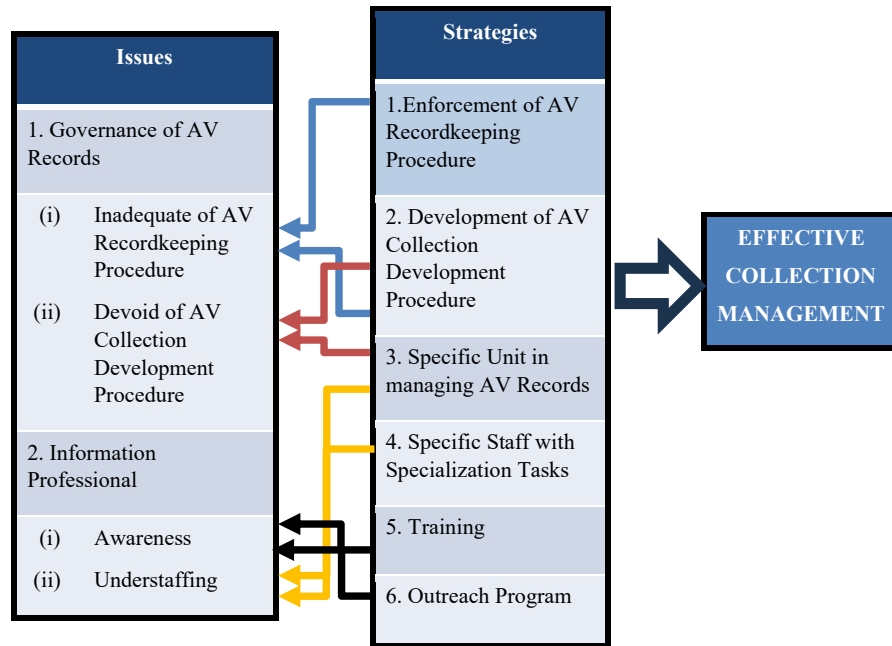 Issues
1. Governance of AV
Records
(i) Inadequate of AV
Recordkeeping
Procedure
(ii) Devoid of AV
Collection
Development
Procedure
2. Information
Professional
(i) Awareness
(ii) Understaffing
Strategies
1.Enforcement of AV
Recordkeeping
Procedure
2. Development of AV
Collection
Development
Procedure
3. Specific Unit in
managing AV Records
4. Specific Staff with
Specialization Tasks
5. Training
6. Outreach Program
EFFECTIVE
COLLECTION
MANAGEMENT